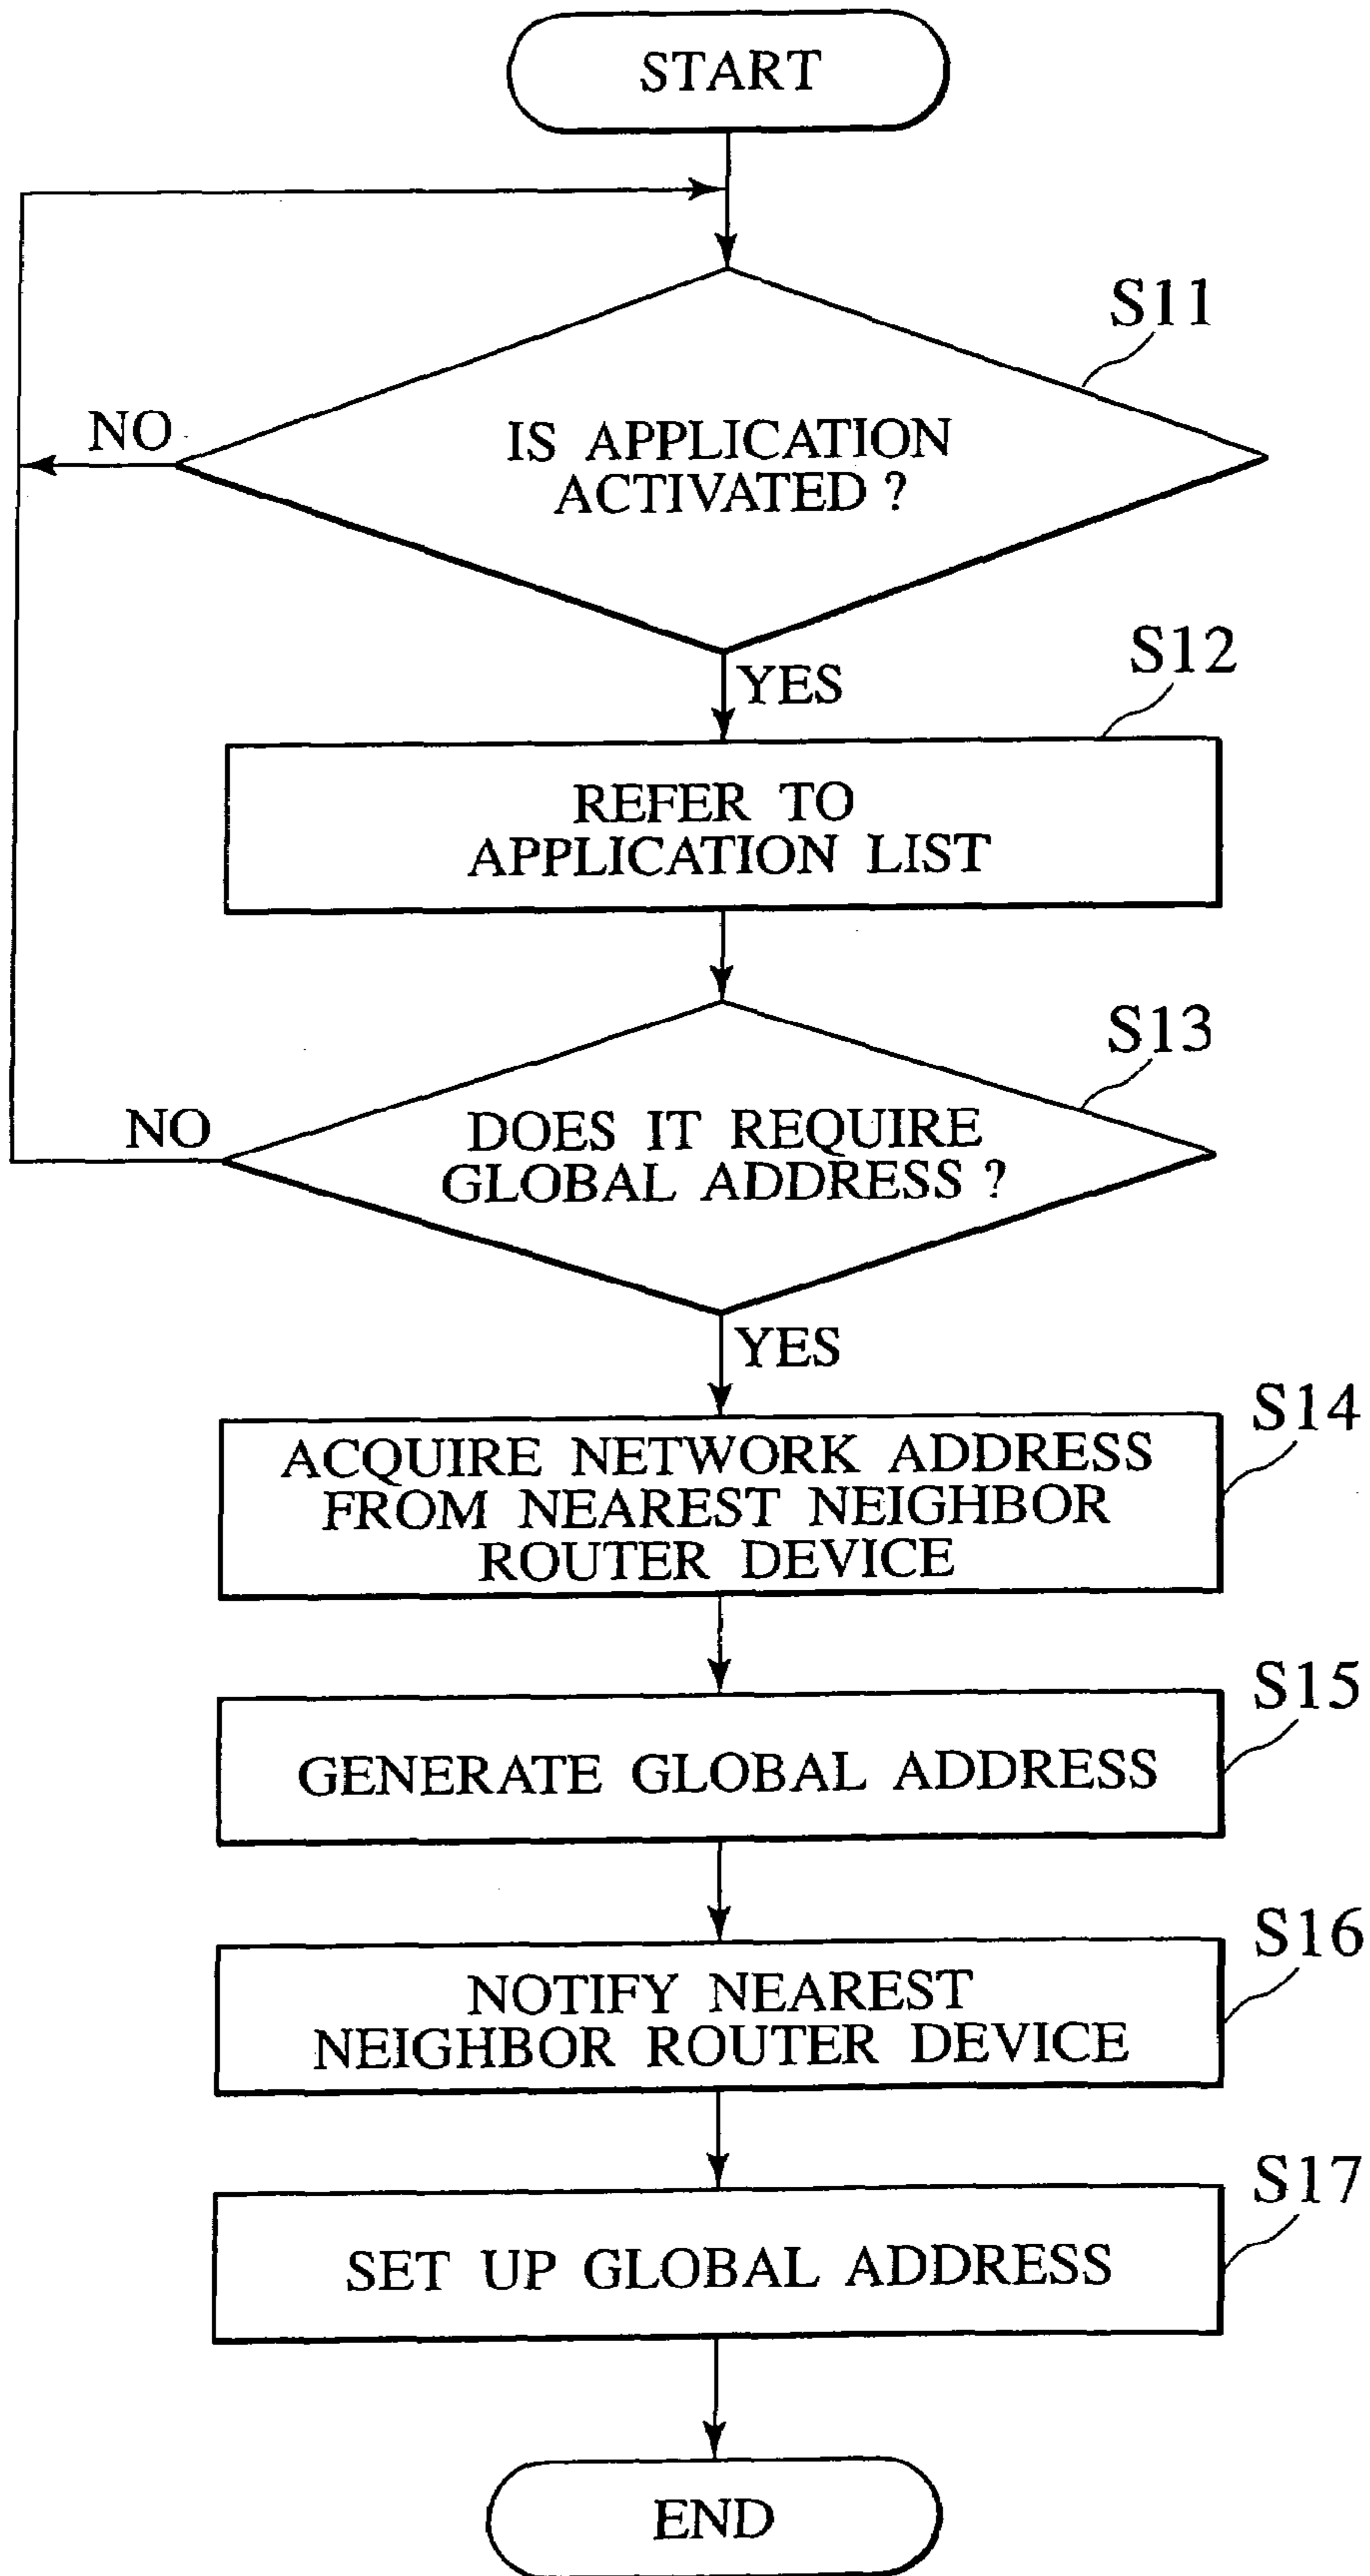 START
S11
IS APPLICATION
ACTIVATED ?
NO
YES
S12
REFER TO
APPLICATION LIST
S13
DOES IT REQUIRE
GLOBAL ADDRESS ?
NO
YES
S14
ACQUIRE NETWORK ADDRESS
FROM NEAREST NEIGHBOR
ROUTER DEVICE
S15
GENERATE GLOBAL ADDRESS
S16
NOTIFY NEAREST
NEIGHBOR ROUTER DEVICE
S17
SET UP GLOBAL ADDRESS
END